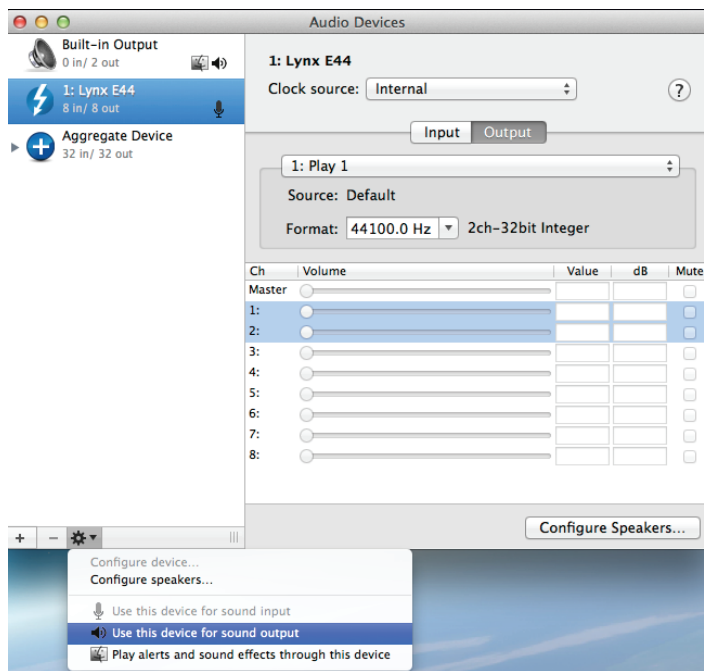 Audio Devices
Built-in Output
0 in/ 2 out
1: Lynx E44
8 in/ 8 out
Aggregate Device
32 in/ 32 out
1: Lynx E44
Clock source: Internal
?
Input Output
1: Play 1
Source: Default
Format: 44100.0 Hz 2ch-32bit Integer
Ch Volume Value dB Mute
Master
1:
2:
3:
4:
5:
6:
7:
8:
Configure Speakers...
Configure device...
Configure speakers...
Use this device for sound input
Use this device for sound output
Play alerts and sound effects through this device